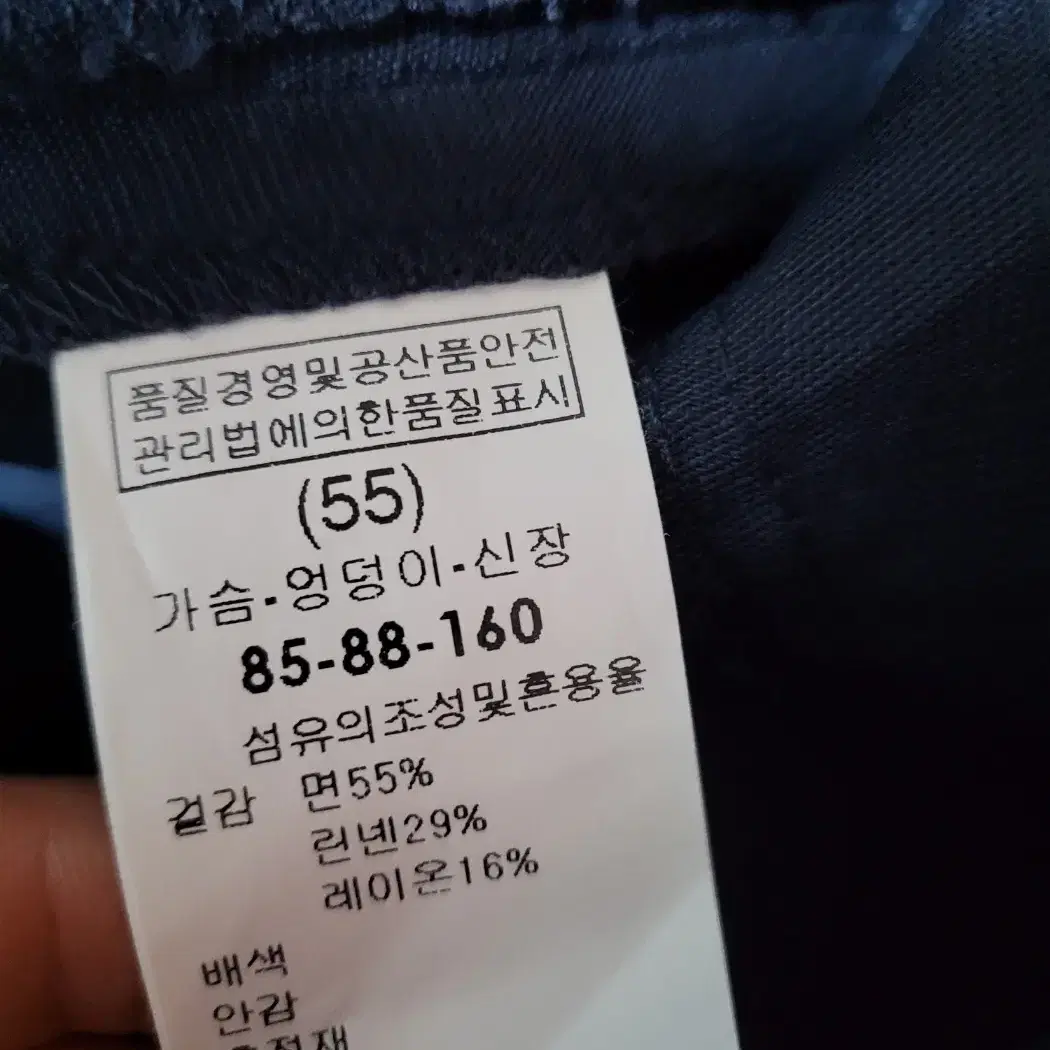 품질경영및공산품안전
관리법에의한품질표시
(55)
가슴-엉덩이-신장
85-88-160
섬유의조성및혼용율
겉감 면55%
린넨29%
레이온16%
배색
안감